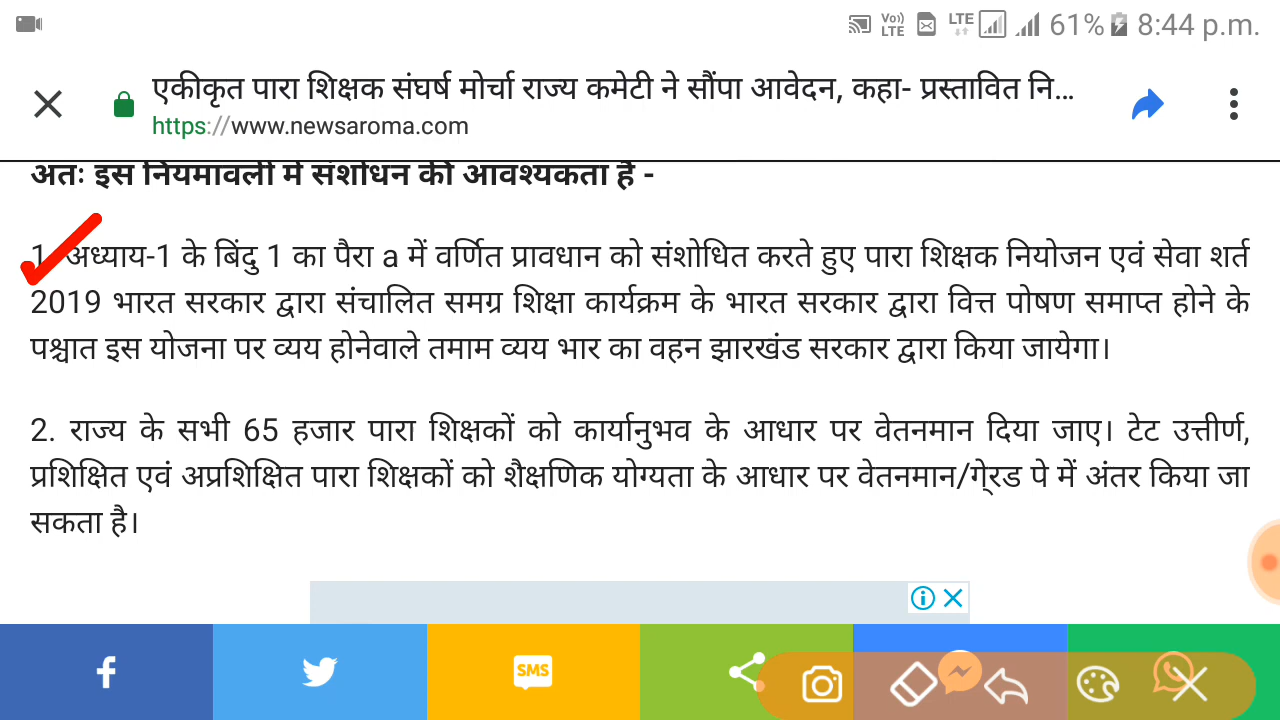 Vo)) LTE LTE 61% 8:44 p.m.
एकीकृत पारा शिक्षक संघर्ष मोर्चा राज्य कमेटी ने सौंपा आवेदन, कहा- प्रस्तावित नि...
https://www.newsaroma.com
अतः इस नियमावली में संशोधन की आवश्यकता है -
1. अध्याय-1 के बिंदु 1 का पैरा a में वर्णित प्रावधान को संशोधित करते हुए पारा शिक्षक नियोजन एवं सेवा शर्त
2019 भारत सरकार द्वारा संचालित समग्र शिक्षा कार्यक्रम के भारत सरकार द्वारा वित्त पोषण समाप्त होने के
पश्चात इस योजना पर व्यय होनेवाले तमाम व्यय भार का वहन झारखंड सरकार द्वारा किया जायेगा।
2. राज्य के सभी 65 हजार पारा शिक्षकों को कार्यानुभव के आधार पर वेतनमान दिया जाए। टेट उत्तीर्ण,
प्रशिक्षित एवं अप्रशिक्षित पारा शिक्षकों को शैक्षणिक योग्यता के आधार पर वेतनमान/गे्रड पे में अंतर किया जा
सकता है।
SMS